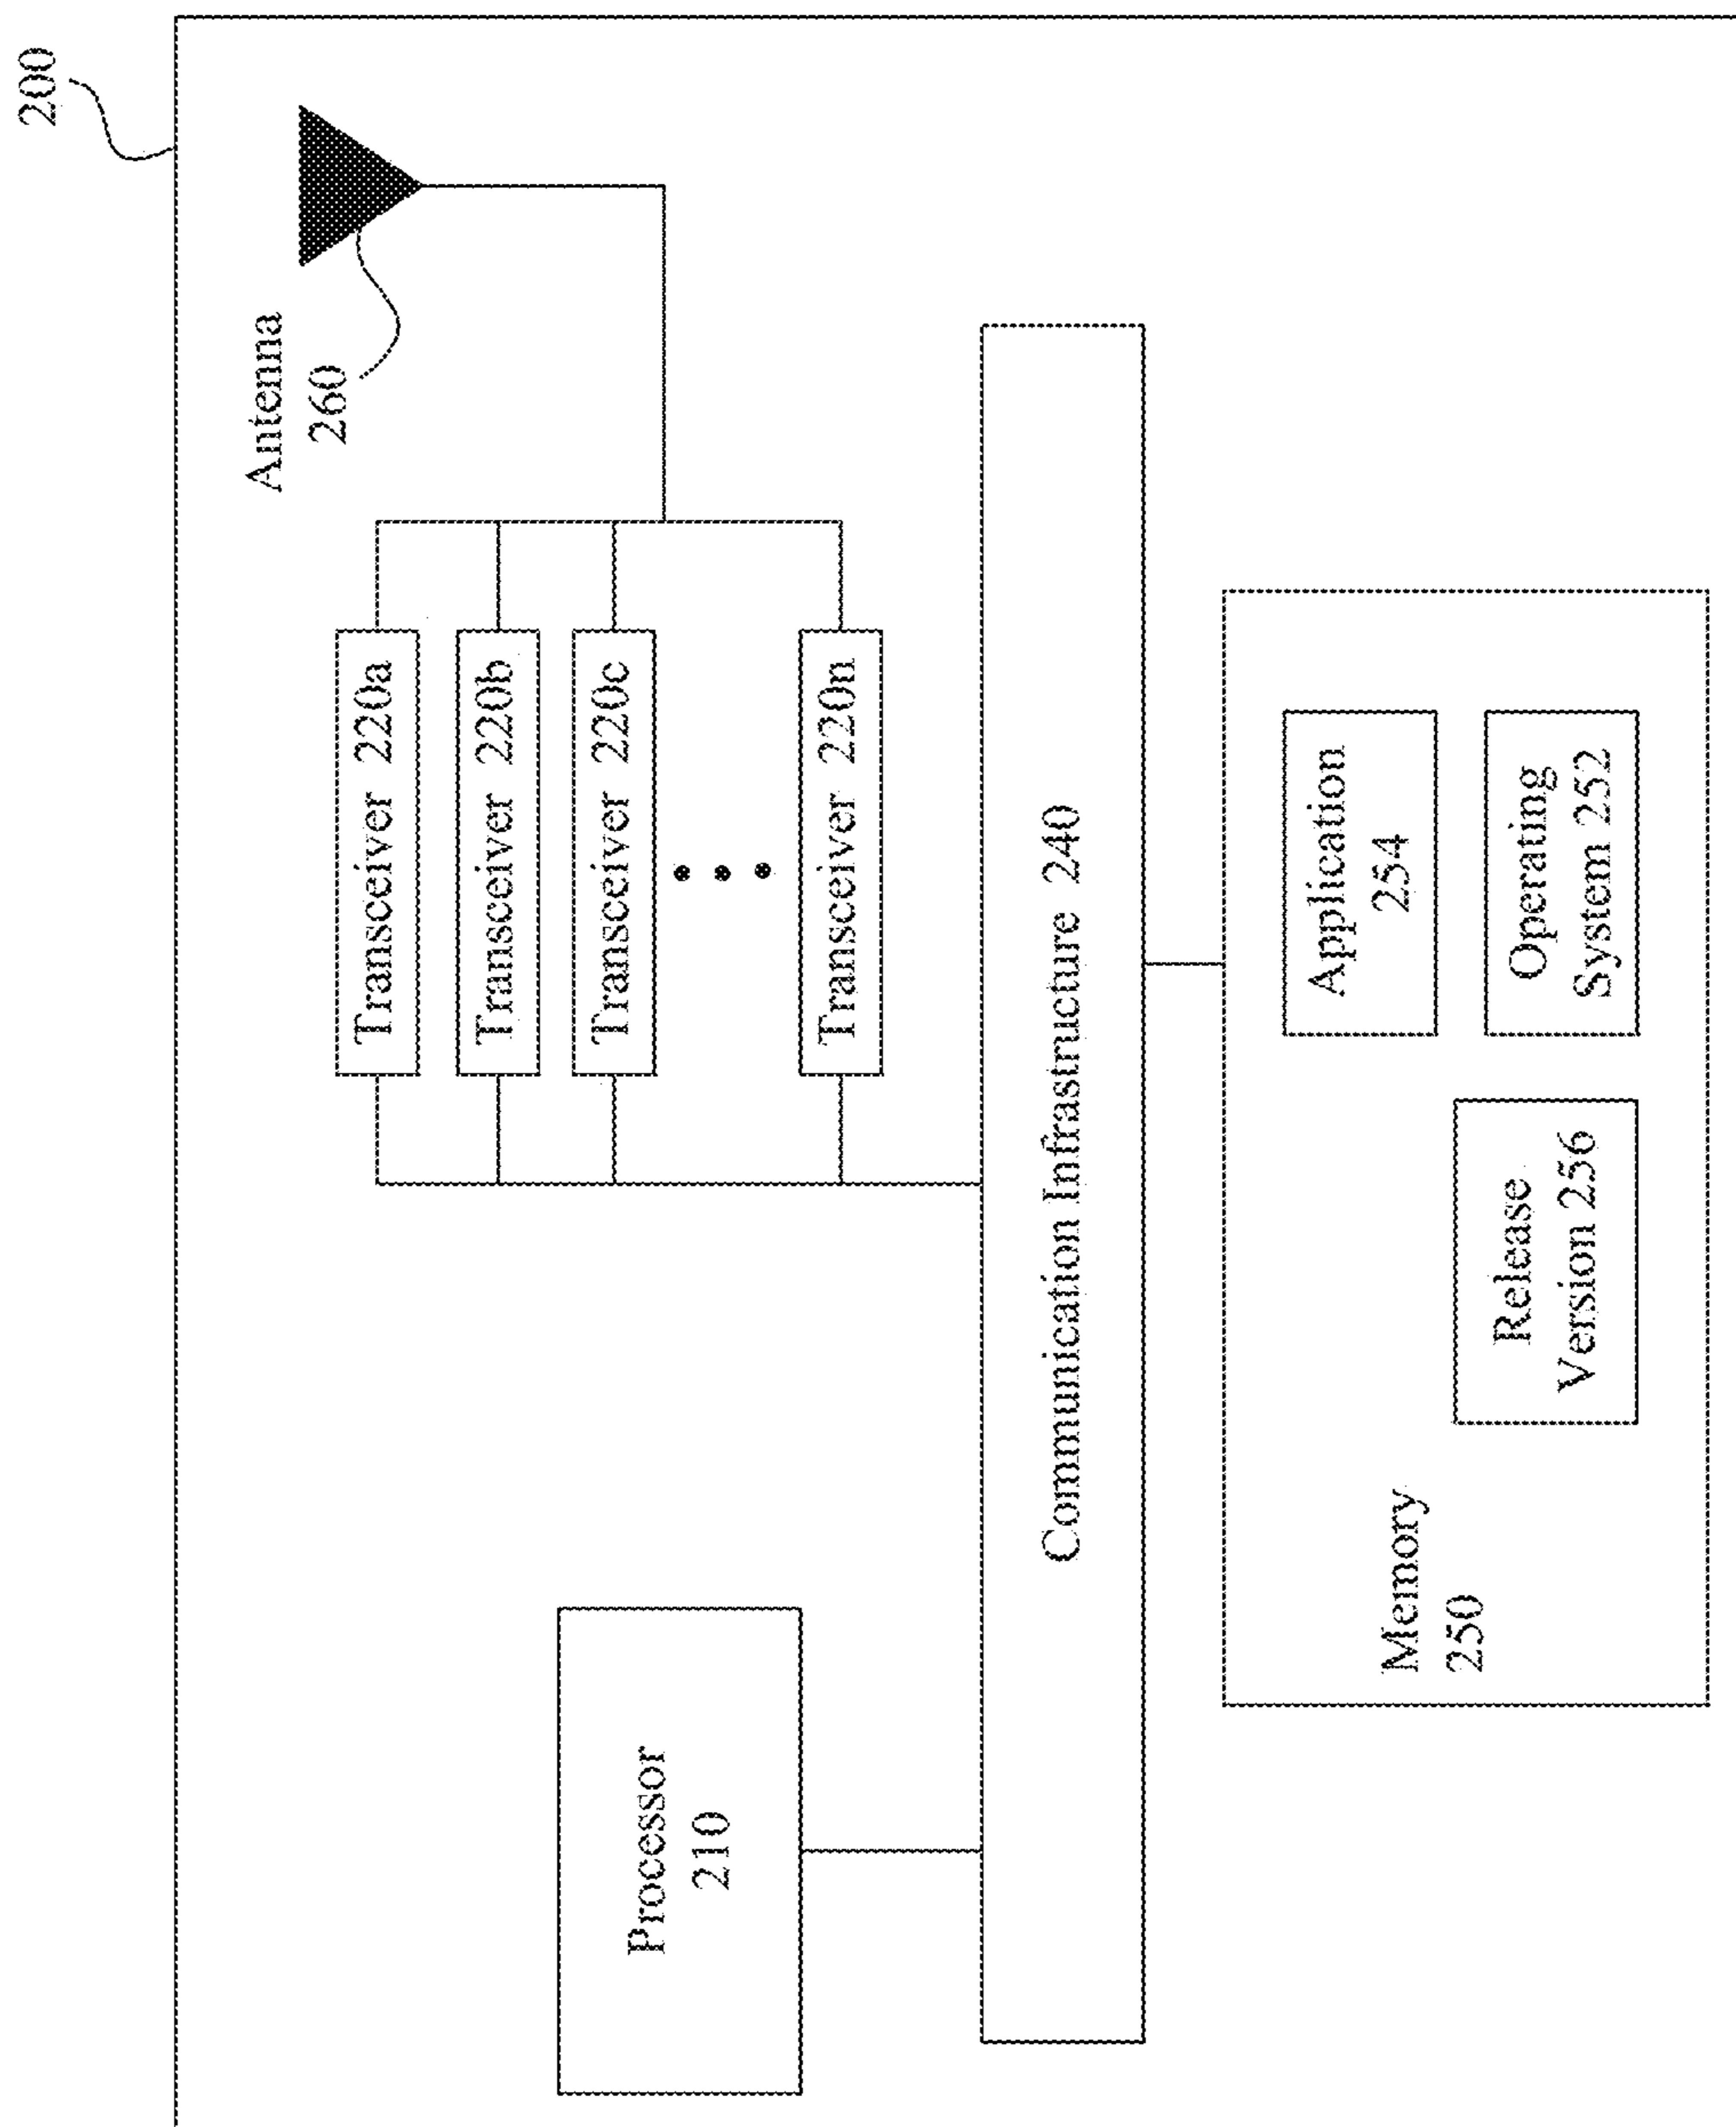 200
Antenna
260
Transceiver 220a
Transceiver 220b
Transceiver 220c
Transceiver 220n
Processor
210
Communication Infrastructure 240
Memory
250
Release
Version 256
Application
254
Operating
System 252